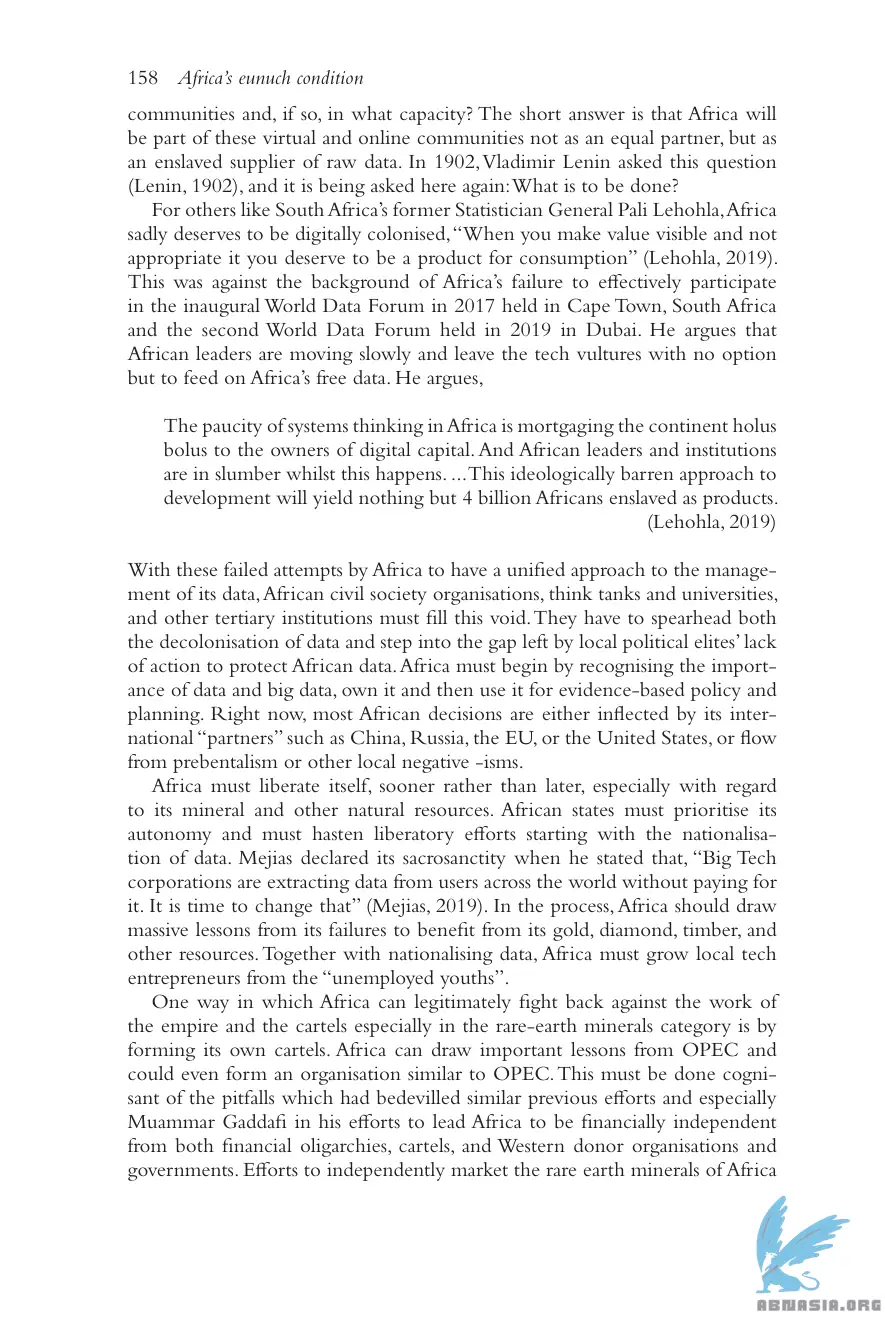 158 Africa's eunuch condition
communities and, if so, in what capacity? The short answer is that Africa will
be part of these virtual and online communities not as an equal partner, but as
an enslaved supplier of raw data. In 1902, Vladimir Lenin asked this question
(Lenin, 1902), and it is being asked here again: What is to be done?
For others like South Africa's former Statistician General Pali Lehohla, Africa
sadly deserves to be digitally colonised, “When you make value visible and not
appropriate it you deserve to be a product for consumption” (Lehohla, 2019).
This was against the background of Africa's failure to effectively participate
in the inaugural World Data Forum in 2017 held in Cape Town, South Africa
and the second World Data Forum held in 2019 in Dubai. He argues that
African leaders are moving slowly and leave the tech vultures with no option
but to feed on Africa's free data. He argues,
The paucity of systems thinking in Africa is mortgaging the continent holus
bolus to the owners of digital capital. And African leaders and institutions
are in slumber whilst this happens. ... This ideologically barren approach to
development will yield nothing but 4 billion Africans enslaved as products.
(Lehohla, 2019)
With these failed attempts by Africa to have a unified approach to the manage-
ment of its data, African civil society organisations, think tanks and universities,
and other tertiary institutions must fill this void. They have to spearhead both
the decolonisation of data and step into the gap left by local political elites' lack
of action to protect African data. Africa must begin by recognising the import-
ance of data and big data, own it and then use it for evidence-based policy and
planning. Right now, most African decisions are either inflected by its inter-
national “partners” such as China, Russia, the EU, or the United States, or flow
from prebentalism or other local negative -isms.
Africa must liberate itself, sooner rather than later, especially with regard
to its mineral and other natural resources. African states must prioritise its
autonomy and must hasten liberatory efforts starting with the nationalisa-
tion of data. Mejias declared its sacrosanctity when he stated that, “Big Tech
corporations are extracting data from users across the world without paying for
it. It is time to change that” (Mejias, 2019). In the process, Africa should draw
massive lessons from its failures to benefit from its gold, diamond, timber, and
other resources. Together with nationalising data, Africa must grow local tech
entrepreneurs from the “unemployed youths”.
One way in which Africa can legitimately fight back against the work of
the empire and the cartels especially in the rare-earth minerals category is by
forming its own cartels. Africa can draw important lessons from OPEC and
could even form an organisation similar to OPEC. This must be done cogni-
sant of the pitfalls which had bedevilled similar previous efforts and especially
Muammar Gaddafi in his efforts to lead Africa to be financially independent
from both financial oligarchies, cartels, and Western donor organisations and
governments. Efforts to independently market the rare earth minerals of Africa
ABNASIA.ORG